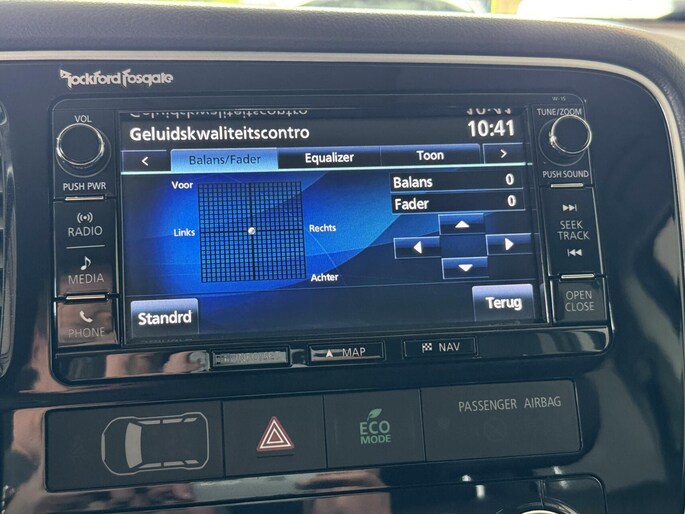 Rockford Fosgate
W-15
VOL
TUNE/ZOOM
Geluidskwaliteitscontro
10:41
< Balans/Fader Equalizer Toon >
PUSH PWR
PUSH SOUND
Voor
Balans 0
Fader 0
Links
Rechts
Achter
RADIO
MEDIA
PHONE
SEEK
TRACK
OPEN
CLOSE
Standrd
Terug
MAP
NAV
ECO
MODE
PASSENGER AIRBAG